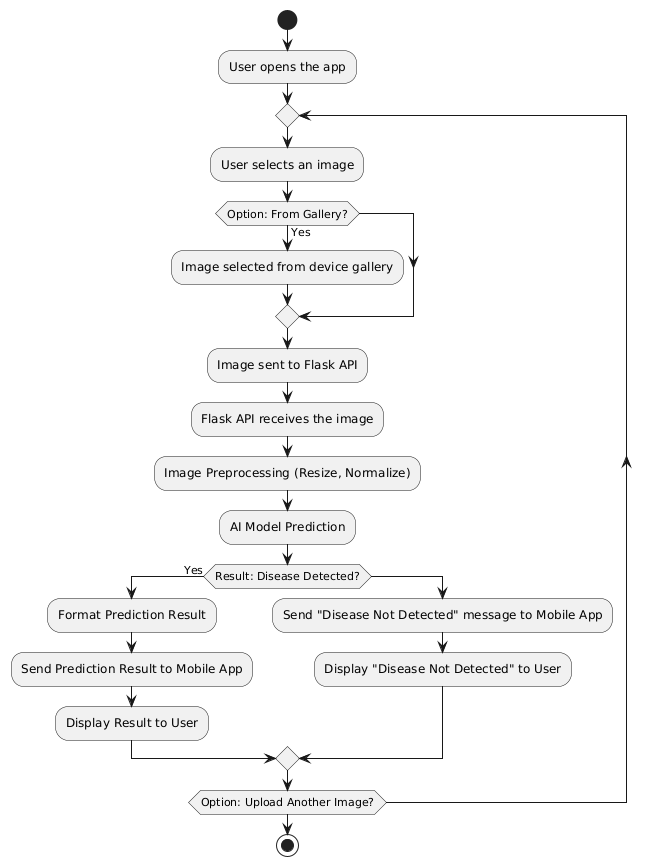 User opens the app
User selects an image
Option: From Gallery?
Yes
Image selected from device gallery
Image sent to Flask API
Flask API receives the image
Image Preprocessing (Resize, Normalize)
AI Model Prediction
Yes
Result: Disease Detected?
Format Prediction Result
Send "Disease Not Detected" message to Mobile App
Send Prediction Result to Mobile App
Display "Disease Not Detected" to User
Display Result to User
Option: Upload Another Image?